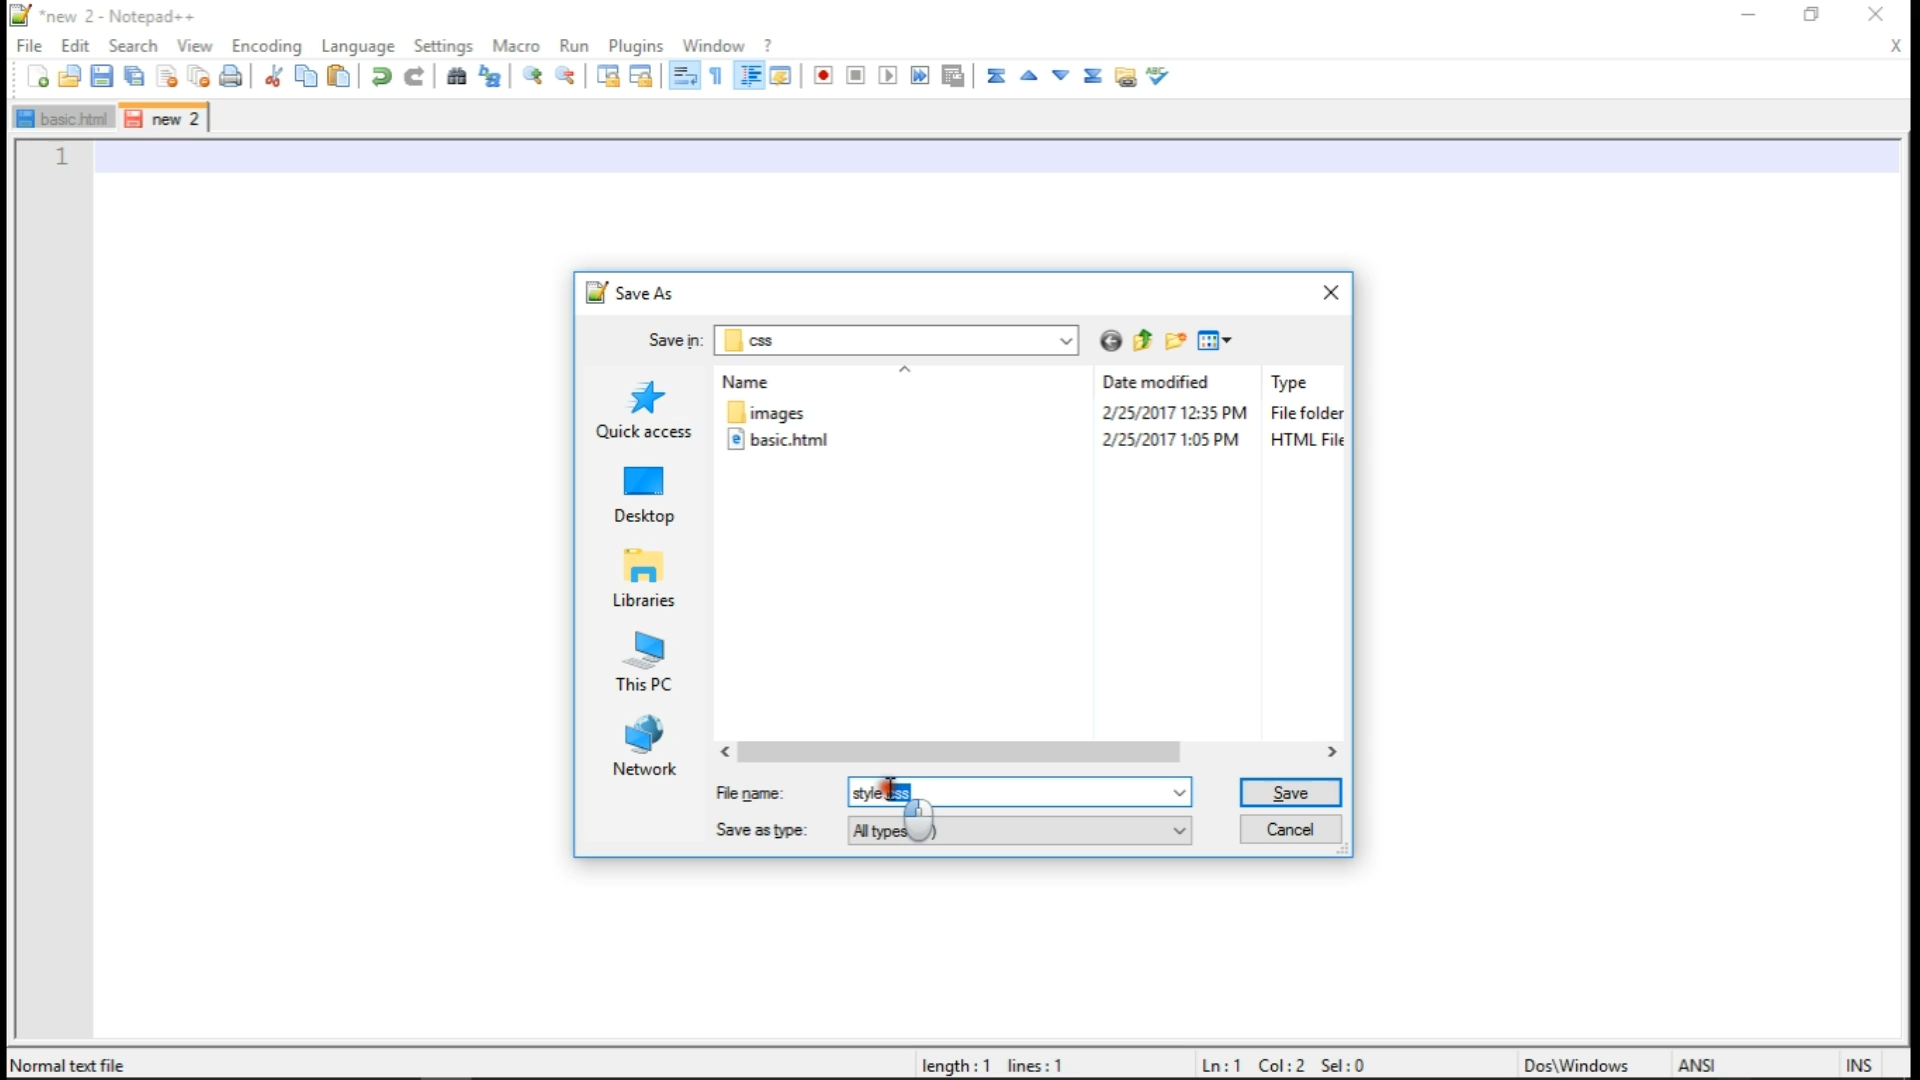 *new 2 - Notepad++
File Edit Search View Encoding Language Settings Macro Run Plugins Window ?
X
basic.html new 2
1
Save As
Save in: css
Name Date modified Type
images 2/25/2017 12:35 PM File folder
basic.html 2/25/2017 1:05 PM HTML File
Quick access
Desktop
Libraries
This PC
Network
File name: style.css Save
Save as type: All types Cancel
Normal text file length : 1 lines : 1 Ln : 1 Col : 2 Sel : 0 Dos\Windows ANSI INS